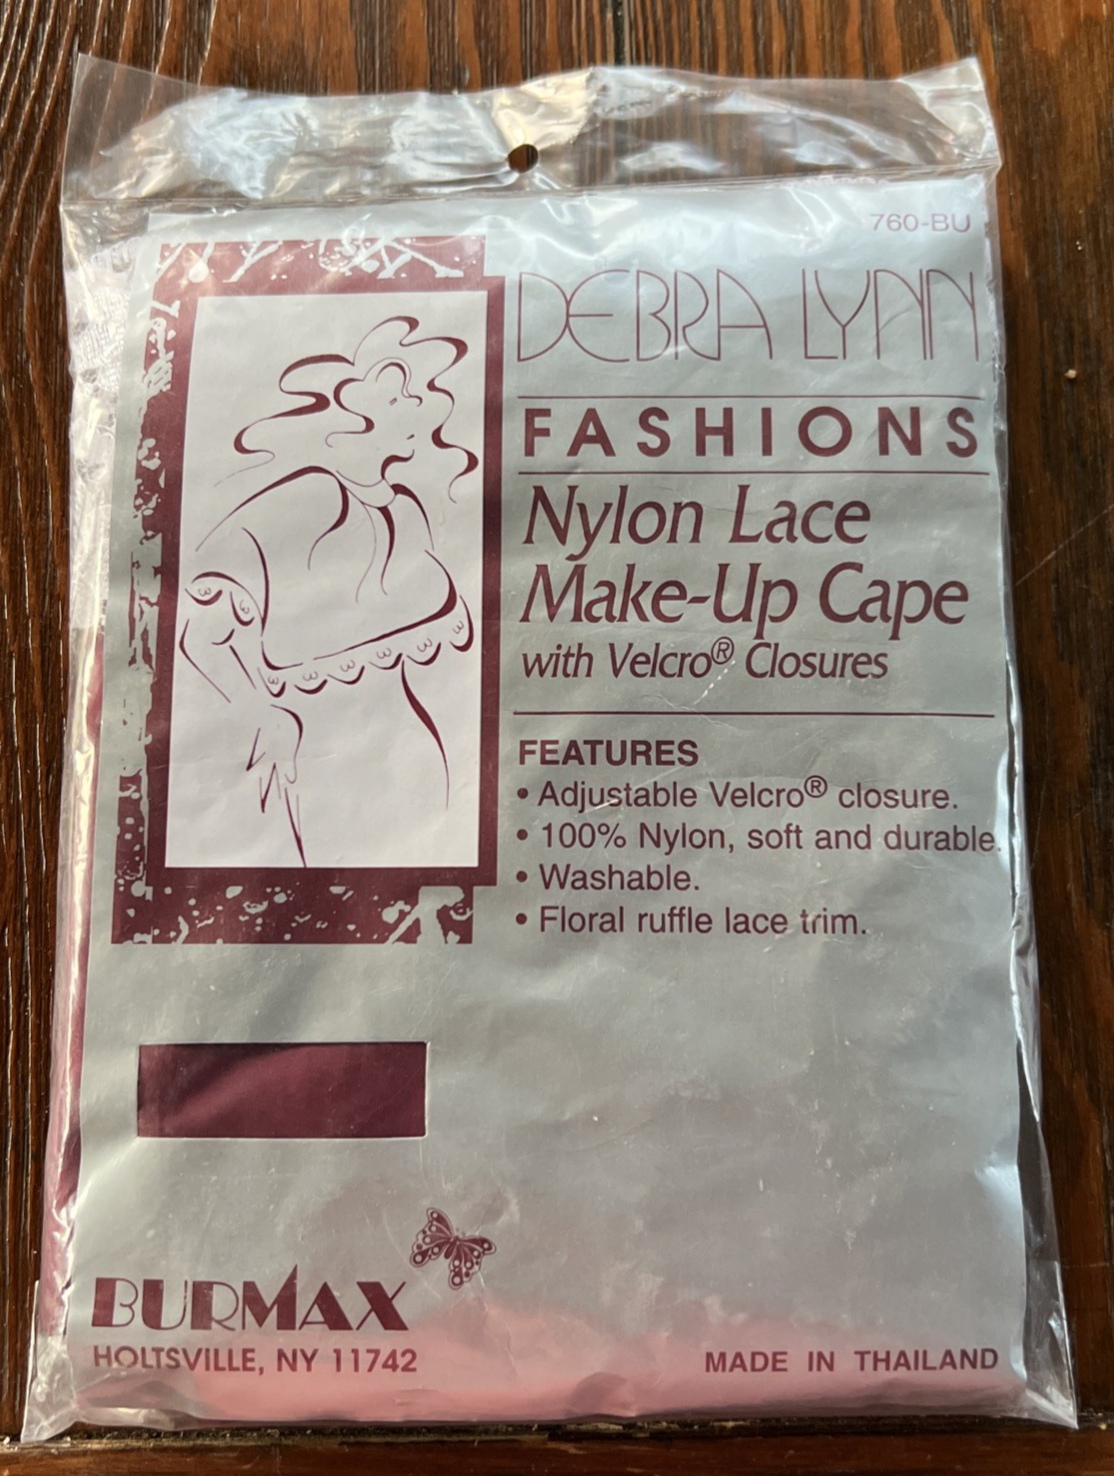 760-BU
DEBRA LYNN
FASHIONS
Nylon Lace
Make-Up Cape
with Velcro® Closures
FEATURES
• Adjustable Velcro® closure.
• 100% Nylon, soft and durable.
• Washable.
• Floral ruffle lace trim.
BURMAX
HOLTSVILLE, NY 11742
MADE IN THAILAND